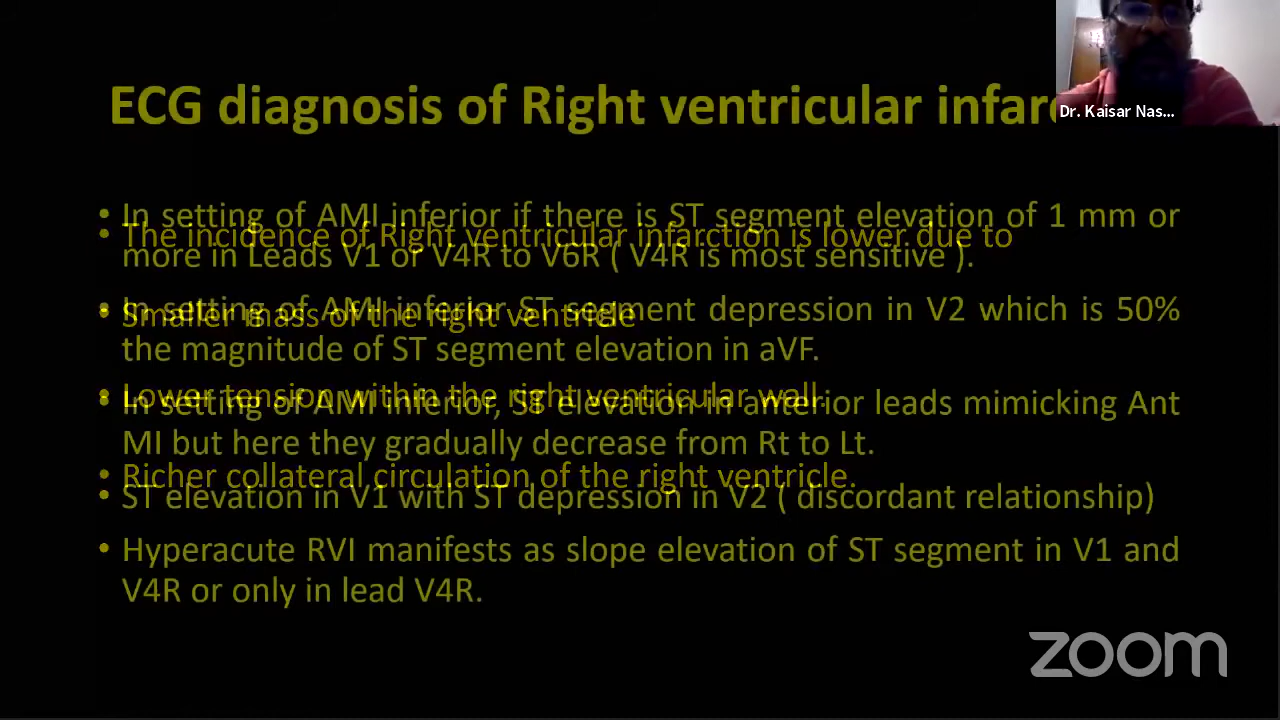 ECG diagnosis of Right ventricular infarc
Dr. Kaisar Nas...
• In setting of AMI inferior if there is ST segment elevation of 1 mm or
more in Leads V1 or V4R to V6R ( V4R is most sensitive ).
• The incidence of Right ventricular infarction is lower due to
• In setting of AMI inferior ST segment depression in V2 which is 50%
the magnitude of ST segment elevation in aVF.
• Smaller mass of the right ventricle
• Lower tension within the right ventricular wall.
• In setting of AMI inferior, ST elevation in anterior leads mimicking Ant
MI but here they gradually decrease from Rt to Lt.
• Richer collateral circulation of the right ventricle.
• ST elevation in V1 with ST depression in V2 ( discordant relationship)
• Hyperacute RVI manifests as slope elevation of ST segment in V1 and
V4R or only in lead V4R.
zoom